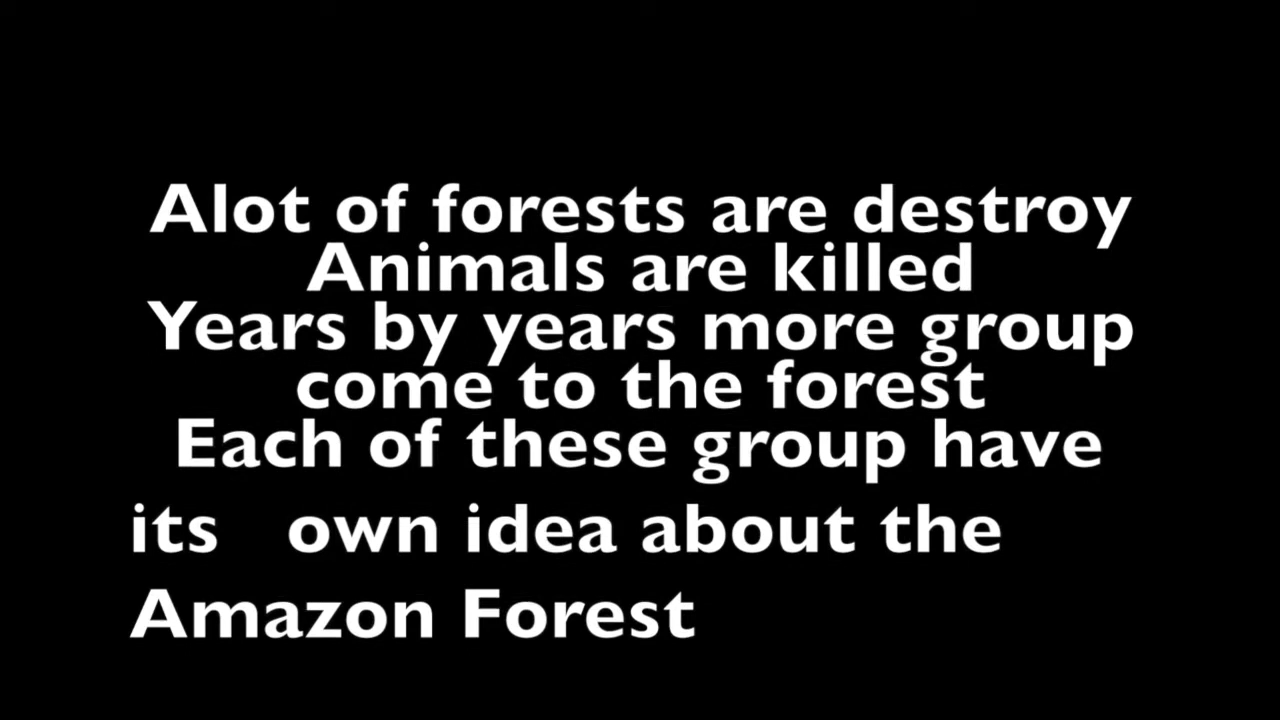 Alot of forests are destroy
Animals are killed
Years by years more group
come to the forest
Each of these group have
its own idea about the
Amazon Forest